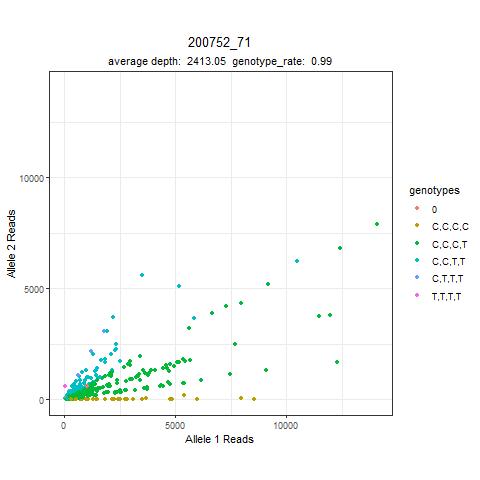 200752_71
average depth:  2413.05  genotype_rate:  0.99
10000
5000
0
Allele 2 Reads
0
5000
10000
Allele 1 Reads
genotypes
0
C,C,C,C
C,C,C,T
C,C,T,T
C,T,T,T
T,T,T,T